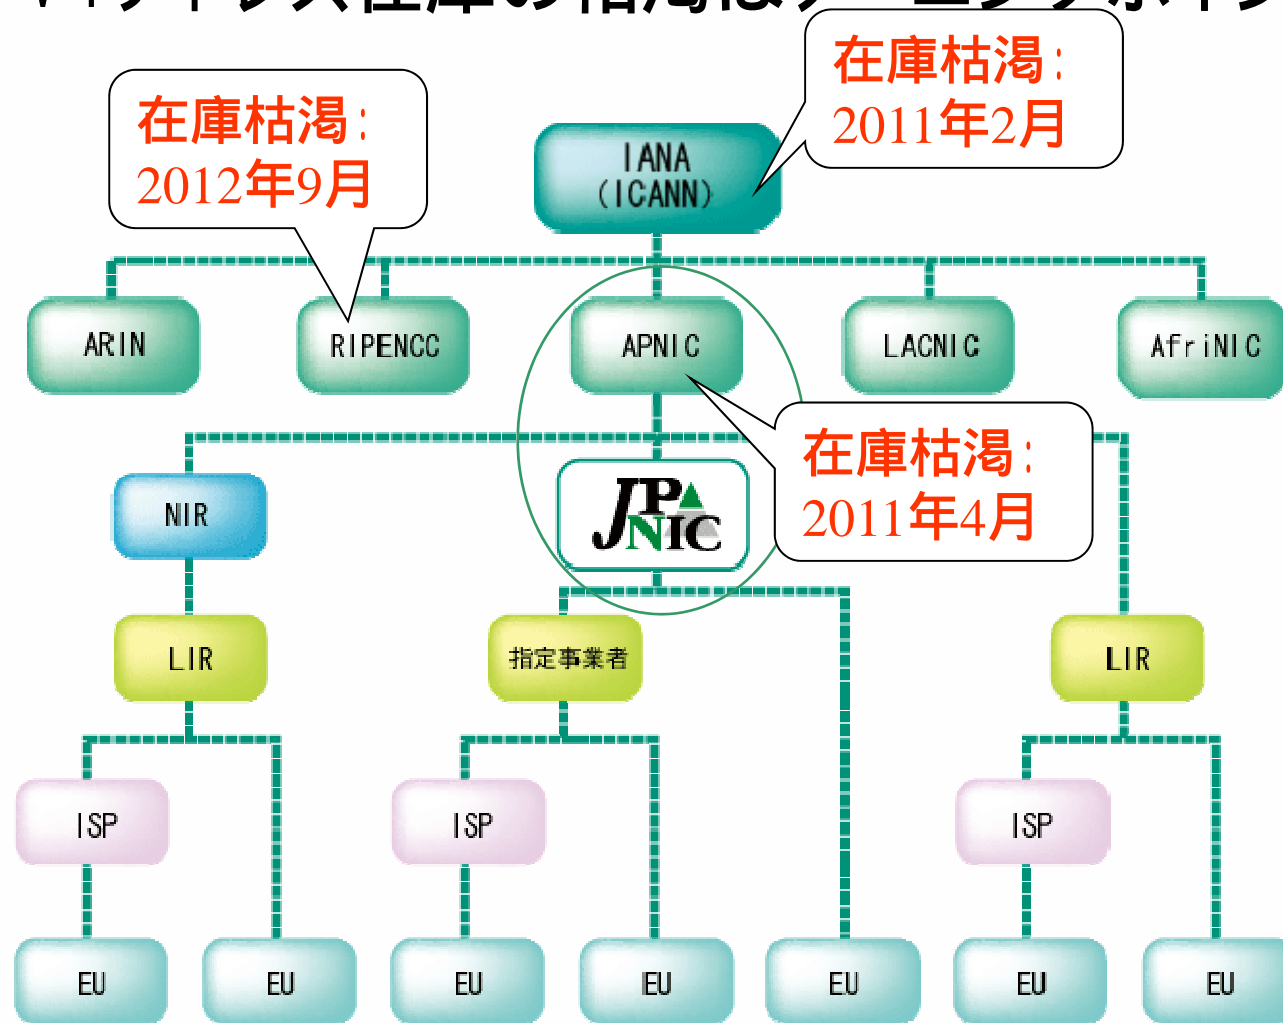 在庫枯渇:
2011年2月
在庫枯渇:
2012年9月
IANA
(ICANN)
ARIN
RIPENCC
APNIC
LACNIC
AfriNIC
在庫枯渇:
2011年4月
NIR
JPNIC
LIR
指定事業者
LIR
ISP
ISP
ISP
EU
EU
EU
EU
EU
EU
EU